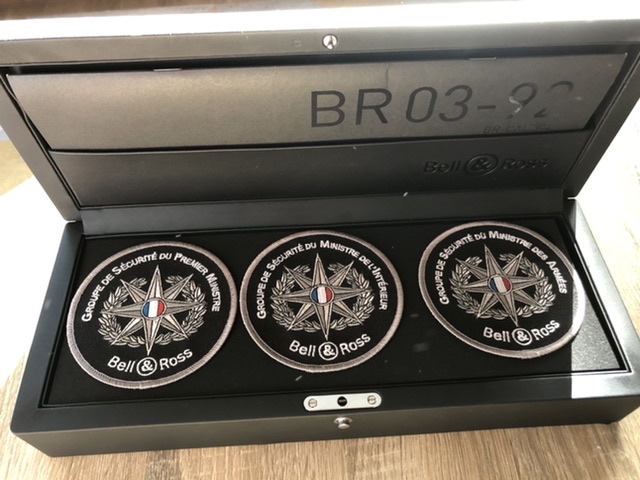 BR 03-92
Bell & Ross
GROUPE DE SÉCURITÉ DU PREMIER MINISTRE
Bell & Ross
GROUPE DE SÉCURITÉ DU MINISTRE DE L'INTÉRIEUR
Bell & Ross
GROUPE DE SÉCURITÉ DU MINISTRE DES ARMÉES
Bell & Ross